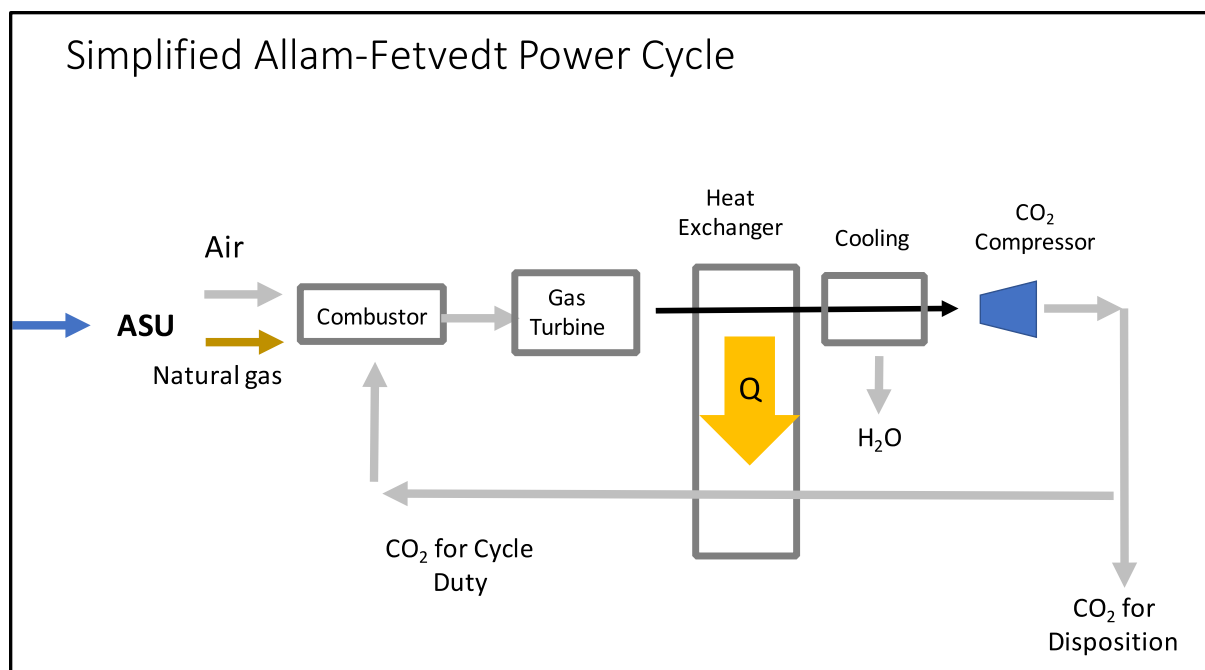 Simplified Allam-Fetvedt Power Cycle
Heat
Exchanger
Cooling
CO₂
Compressor
Air
ASU
Natural gas
Combustor
Gas
Turbine
Q
H₂O
CO₂ for Cycle
Duty
CO₂ for
Disposition